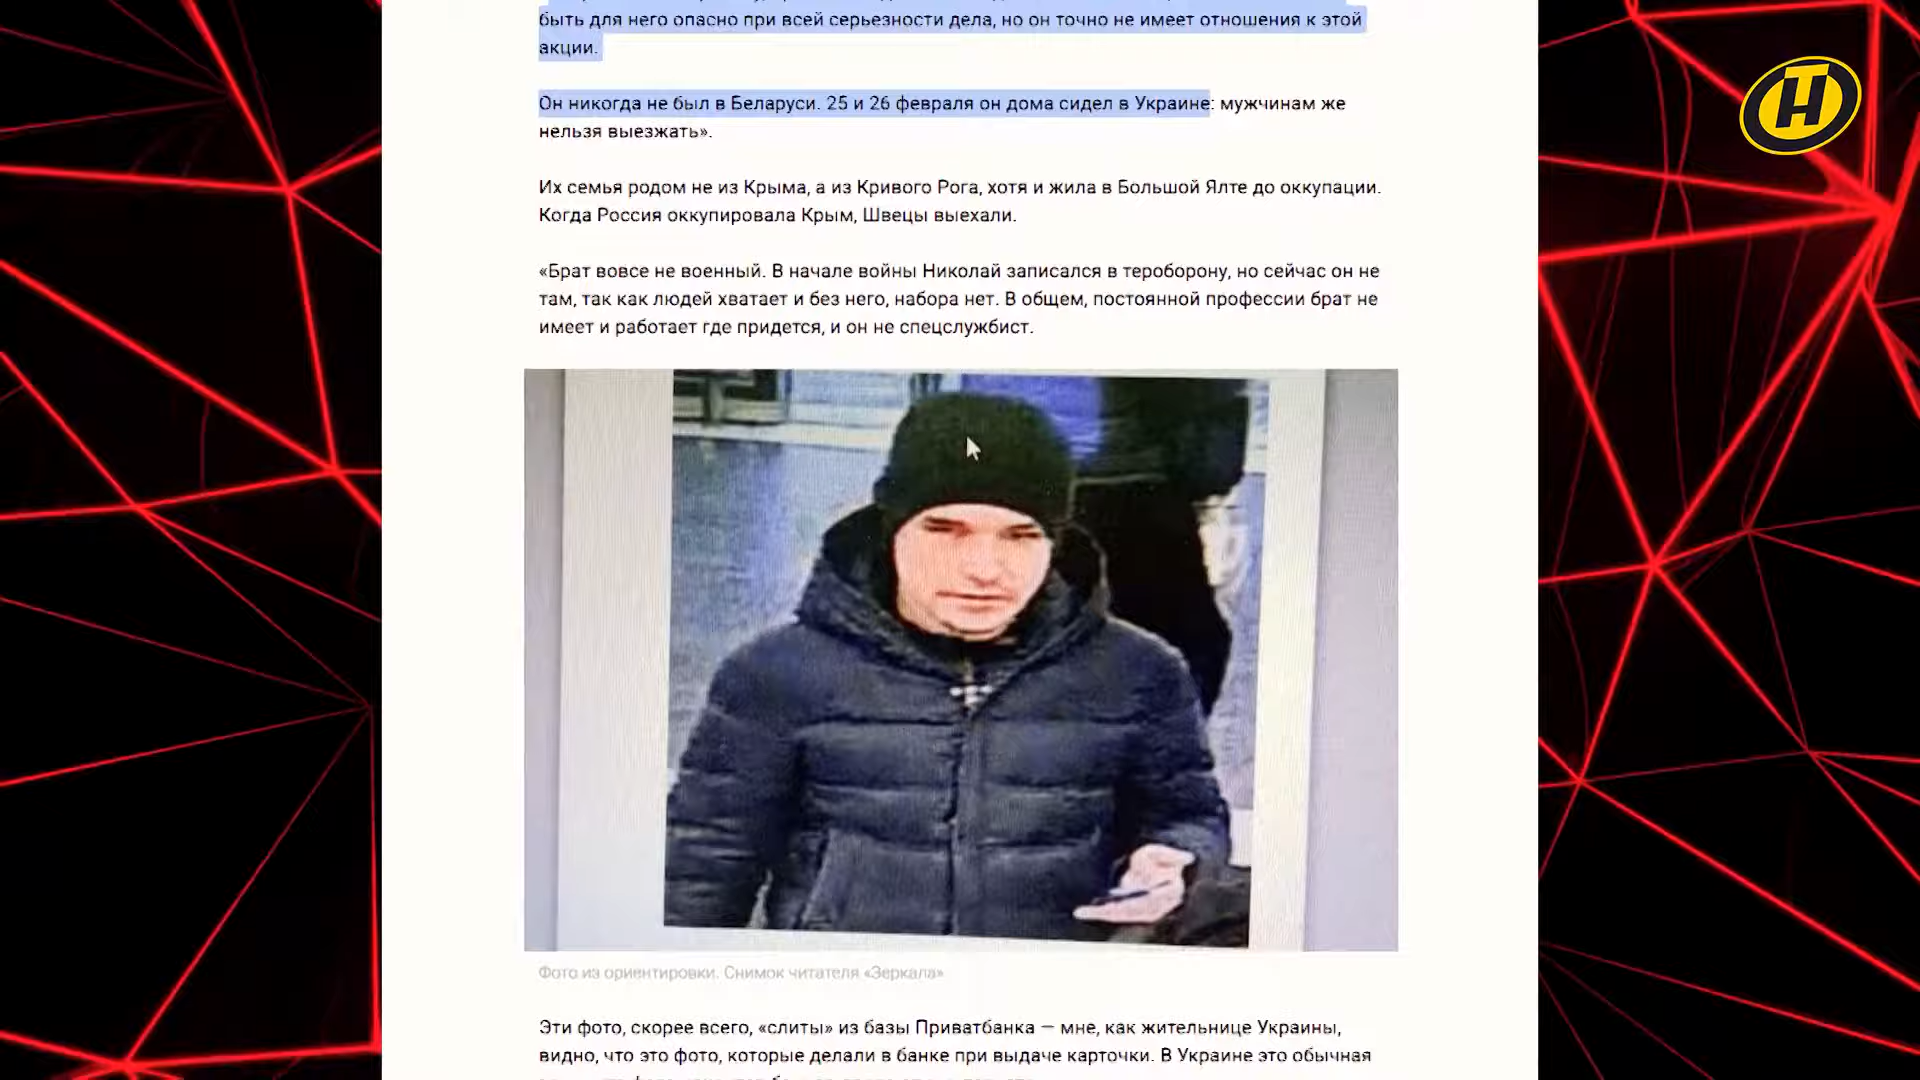 быть для него опасно при всей серьезности дела, но он точно не имеет отношения к этой
акции.
Он никогда не был в Беларуси. 25 и 26 февраля он дома сидел в Украине: мужчинам же
нельзя выезжать».
Их семья родом не из Крыма, а из Кривого Рога, хотя и жила в Большой Ялте до оккупации.
Когда Россия оккупировала Крым, Швецы выехали.
«Брат вовсе не военный. В начале войны Николай записался в тероборону, но сейчас он не
там, так как людей хватает и без него, набора нет. В общем, постоянной профессии брат не
имеет и работает где придется, и он не спецслужбист.
Фото из ориентировки. Снимок читателя «Зеркала»
Эти фото, скорее всего, «слиты» из базы Приватбанка — мне, как жительнице Украины,
видно, что это фото, которые делали в банке при выдаче карточки. В Украине это обычная